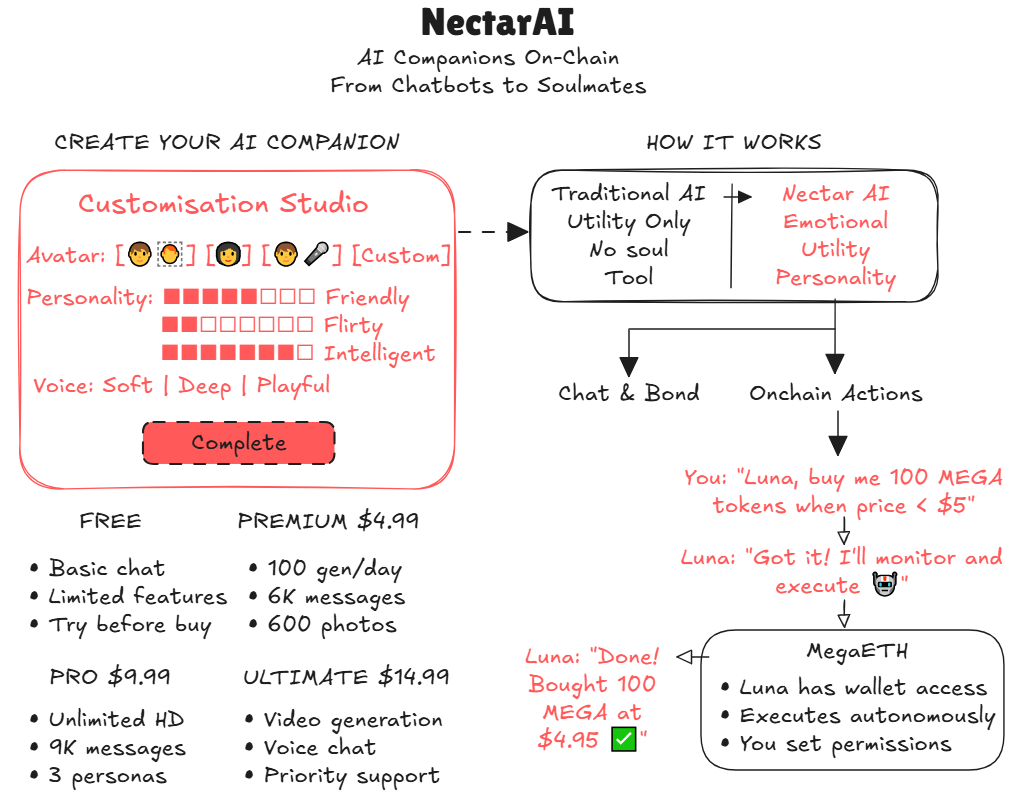 NectarAI
AI Companions On-Chain
From Chatbots to Soulmates
CREATE YOUR AI COMPANION
Customisation Studio
Avatar: [👦 ] [👩] [👦🎤] [Custom]
Personality: ■■■■■□□□ Friendly
■■□□□□□□ Flirty
■■■■■■■□ Intelligent
Voice: Soft | Deep | Playful
Complete
FREE
• Basic chat
• Limited features
• Try before buy
PREMIUM $4.99
• 100 gen/day
• 6K messages
• 600 photos
PRO $9.99
• Unlimited HD
• 9K messages
• 3 personas
ULTIMATE $14.99
• Video generation
• Voice chat
• Priority support
HOW IT WORKS
Traditional AI
Utility Only
No soul
Tool
Nectar AI
Emotional
Utility
Personality
Chat & Bond
Onchain Actions
You: "Luna, buy me 100 MEGA
tokens when price < $5"
Luna: "Got it! I'll monitor and
execute 🤖"
MegaETH
• Luna has wallet access
• Executes autonomously
• You set permissions
Luna: "Done!
Bought 100
MEGA at
$4.95 ✅"